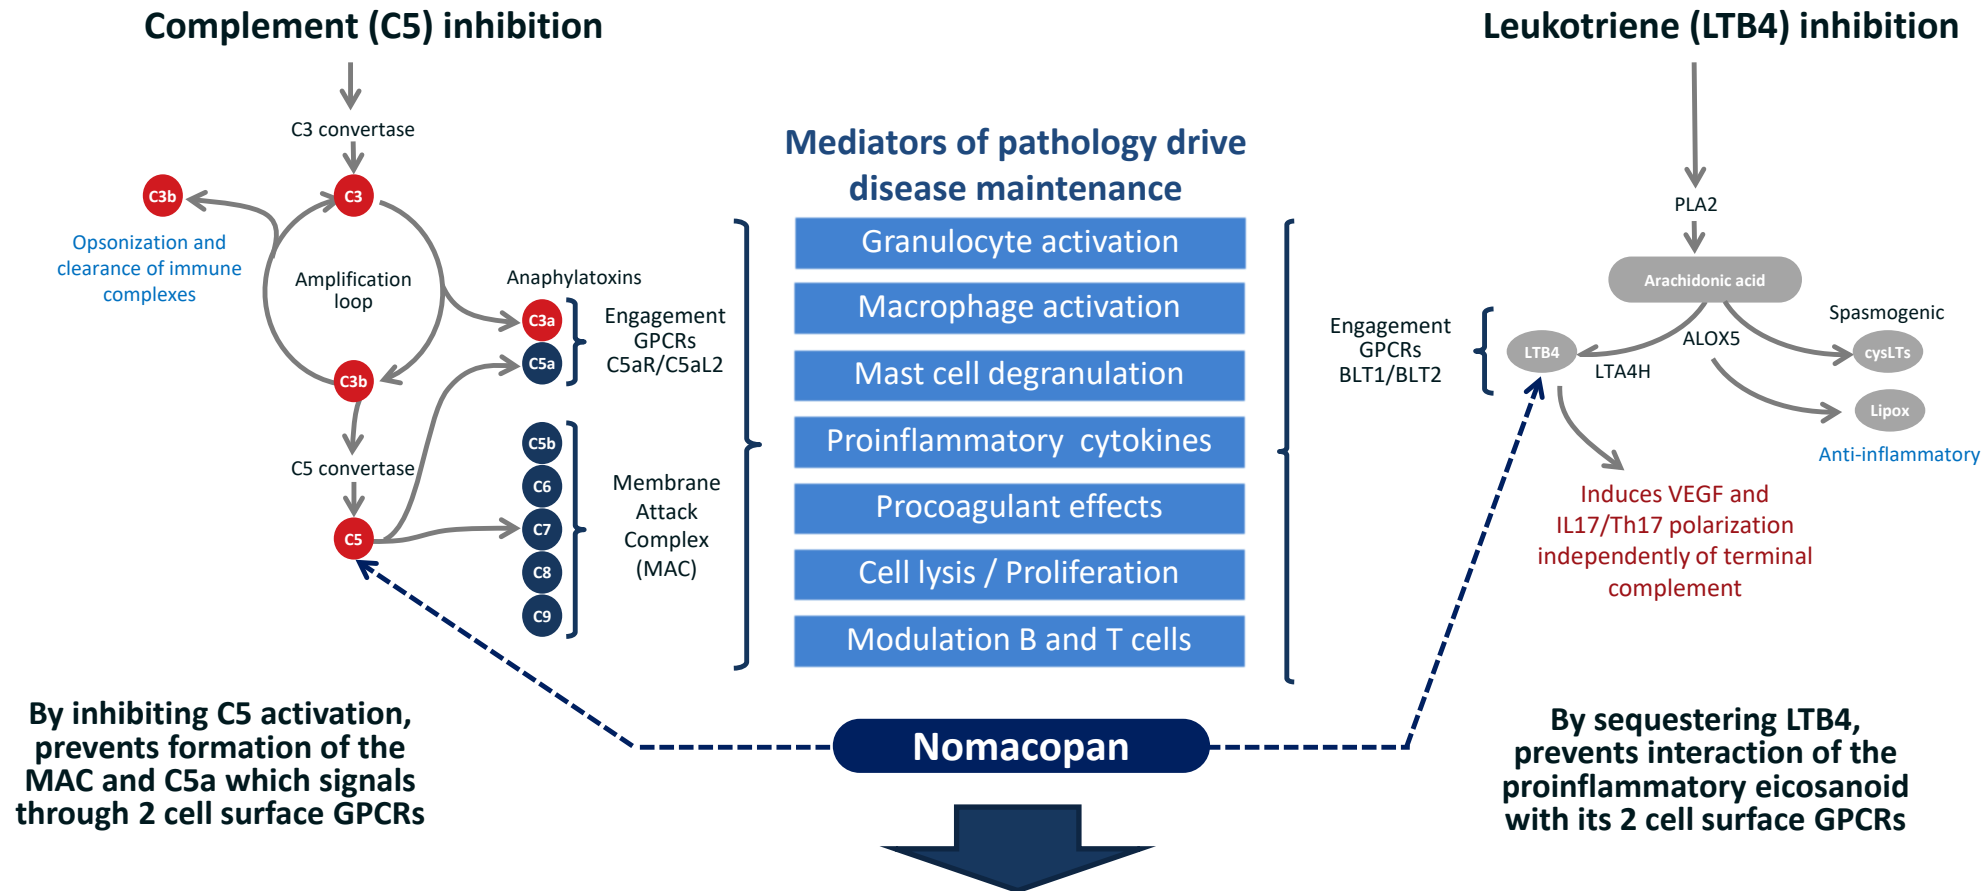 Complement (C5) inhibition
C3 convertase
C3b
C3
Opsonization and
clearance of immune
complexes
Amplification
loop
Anaphylatoxins
C3a
C5a
Engagement
GPCRs
C5aR/C5aL2
C3b
C5 convertase
C5
C5b
C6
C7
C8
C9
Membrane
Attack
Complex
(MAC)
By inhibiting C5 activation,
prevents formation of the
MAC and C5a which signals
through 2 cell surface GPCRs
Mediators of pathology drive
disease maintenance
Granulocyte activation
Macrophage activation
Mast cell degranulation
Proinflammatory cytokines
Procoagulant effects
Cell lysis / Proliferation
Modulation B and T cells
Nomacopan
Leukotriene (LTB4) inhibition
PLA2
Arachidonic acid
Engagement
GPCRs
BLT1/BLT2
LTB4
LTA4H
ALOX5
Spasmogenic
cysLTs
Lipox
Anti-inflammatory
Induces VEGF and
IL17/Th17 polarization
independently of terminal
complement
By sequestering LTB4,
prevents interaction of the
proinflammatory eicosanoid
with its 2 cell surface GPCRs